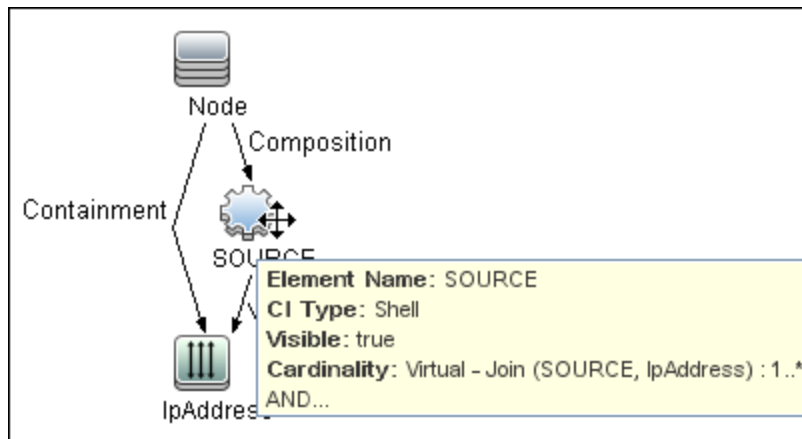 Node
Composition
Containment
SOURCE
Element Name: SOURCE
CI Type: Shell
Visible: true
Cardinality: Virtual - Join (SOURCE, IpAddress) : 1..*
AND...
IpAddress